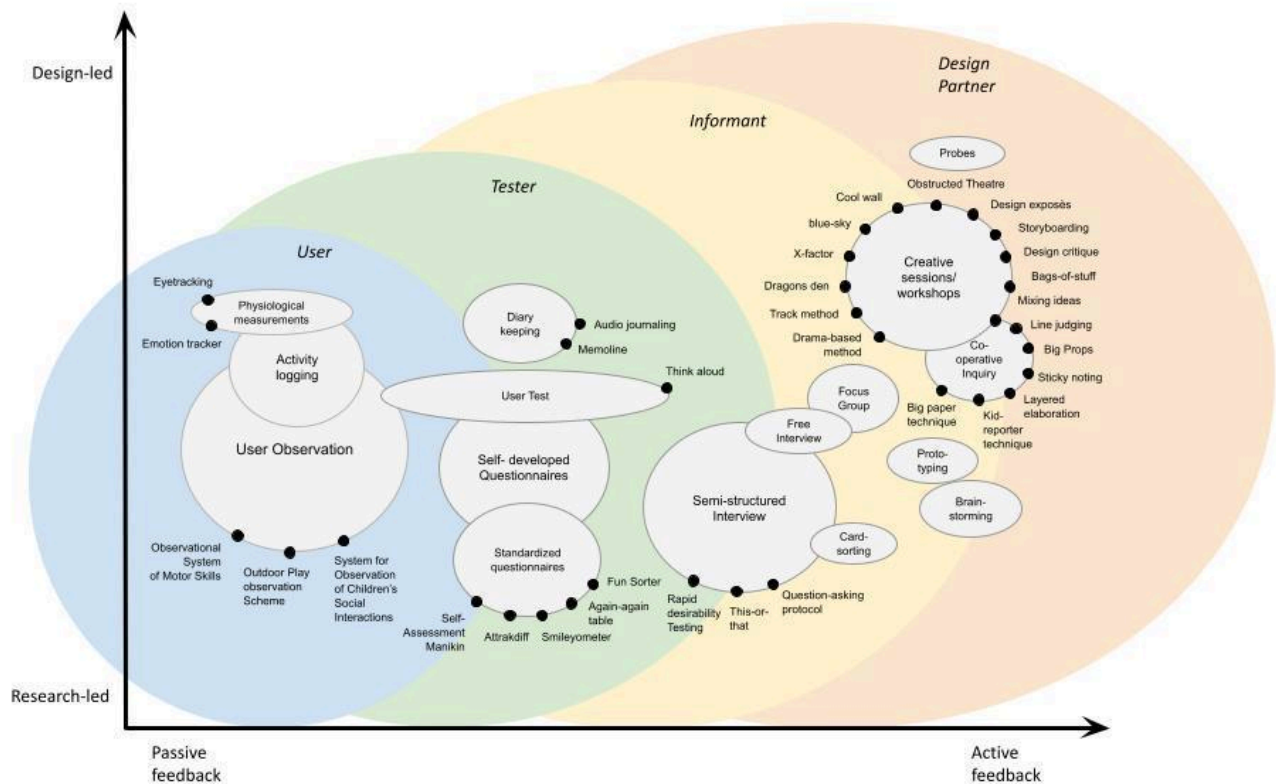 Design-led
Design
Partner
Informant
Tester
User
Probes
Obstructed Theatre
Cool wall
Design exposès
blue-sky
Storyboarding
X-factor
Design critique
Creative
sessions/
workshops
Bags-of-stuff
Dragons den
Mixing ideas
Track method
Line judging
Drama-based
method
Big Props
Co-
operative
Inquiry
Sticky noting
Layered
elaboration
Big paper
technique
Kid-
reporter
technique
Eyetracking
Physiological
measurements
Emotion tracker
Activity
logging
User Observation
Observational
System
of Motor Skills
Outdoor Play
observation
Scheme
System for
Observation
of Children's
Social
Interactions
Diary
keeping
Audio journaling
Memoline
Think aloud
User Test
Self- developed
Questionnaires
Standardized
questionnaires
Fun Sorter
Again-again
table
Smileyometer
Attrakdiff
Self-
Assessment
Manikin
Focus
Group
Free
Interview
Semi-structured
Interview
Card-
sorting
Rapid
desirability
Testing
This-or-
that
Question-asking
protocol
Proto-
typing
Brain-
storming
Research-led
Passive
feedback
Active
feedback